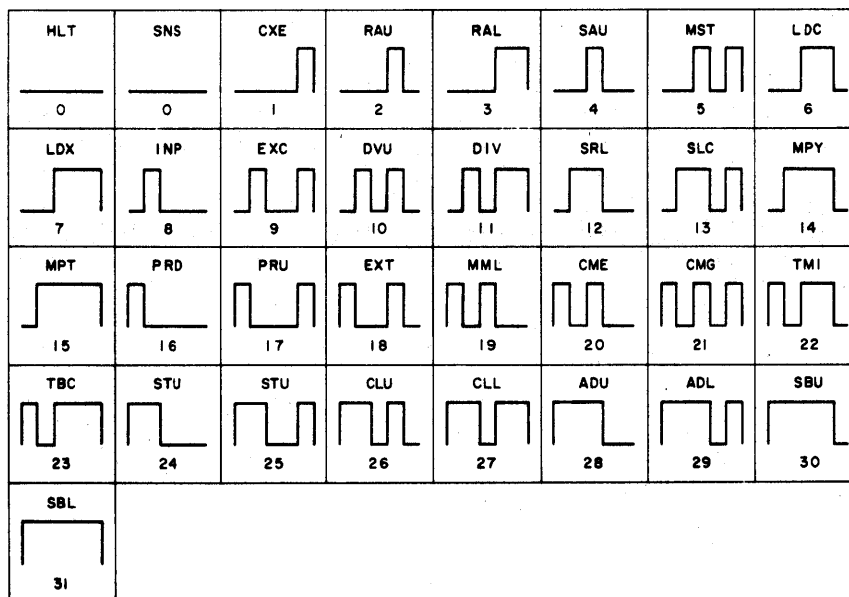 HLT SNS CXE RAU RAL SAU MST LDC
0 0 1 2 3 4 5 6
LDX INP EXC DVU DIV SRL SLC MPY
7 8 9 10 11 12 13 14
MPT PRD PRU EXT MML CME CMG TMI
15 16 17 18 19 20 21 22
TBC STU STU CLU CLL ADU ADL SBU
23 24 25 26 27 28 29 30
SBL
31